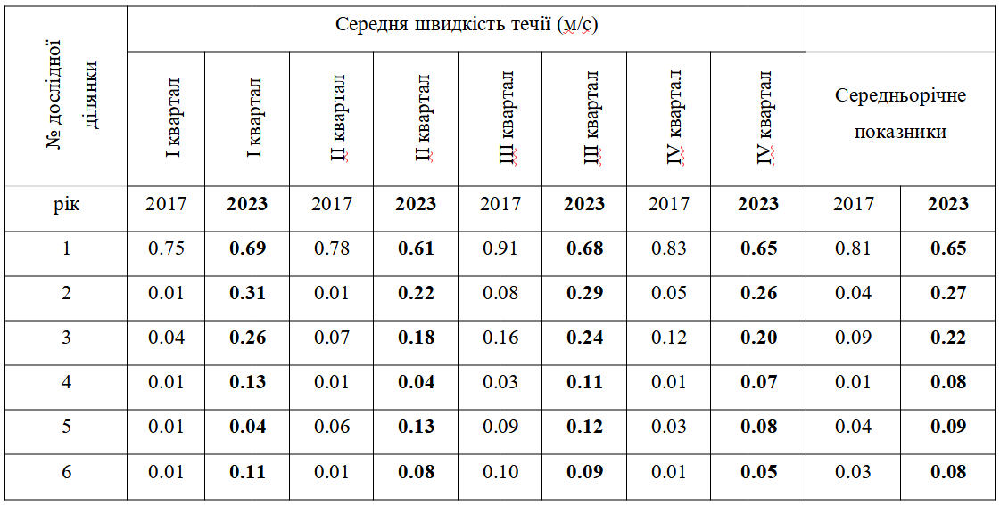 № дослідної
ділянки
Середня швидкість течії (м/с)
І квартал
І квартал
ІІ квартал
ІІ квартал
ІІІ квартал
ІІІ квартал
IV квартал
IV квартал
Середньорічне
показники
рік 2017 2023 2017 2023 2017 2023 2017 2023 2017 2023
1 0.75 0.69 0.78 0.61 0.91 0.68 0.83 0.65 0.81 0.65
2 0.01 0.31 0.01 0.22 0.08 0.29 0.05 0.26 0.04 0.27
3 0.04 0.26 0.07 0.18 0.16 0.24 0.12 0.20 0.09 0.22
4 0.01 0.13 0.01 0.04 0.03 0.11 0.01 0.07 0.01 0.08
5 0.01 0.04 0.06 0.13 0.09 0.12 0.03 0.08 0.04 0.09
6 0.01 0.11 0.01 0.08 0.10 0.09 0.01 0.05 0.03 0.08